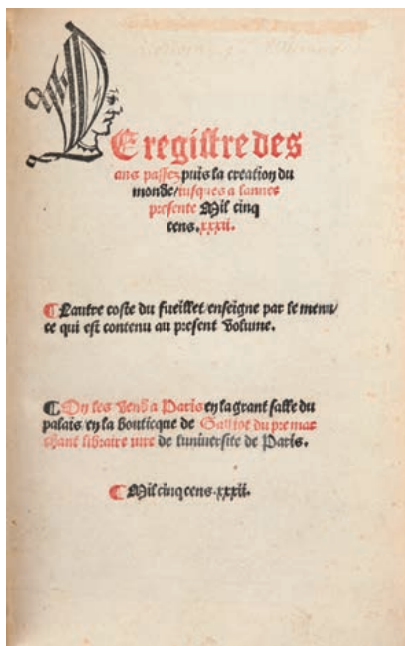 LE registre des
ans passez puis la creation du
monde/ iusques a lannee
presente Mil cinq
cens.xxxii.
¶ Lautre coste du fueillet/ enseigne par le menu/
ce qui est contenu au present volume.
¶ On les vend a Paris en la grant salle du
palais/ en la bouticque de Galliot du pre mar
chant libraire iure de luniuersite de Paris.
¶ Mil cinq cens.xxxii.